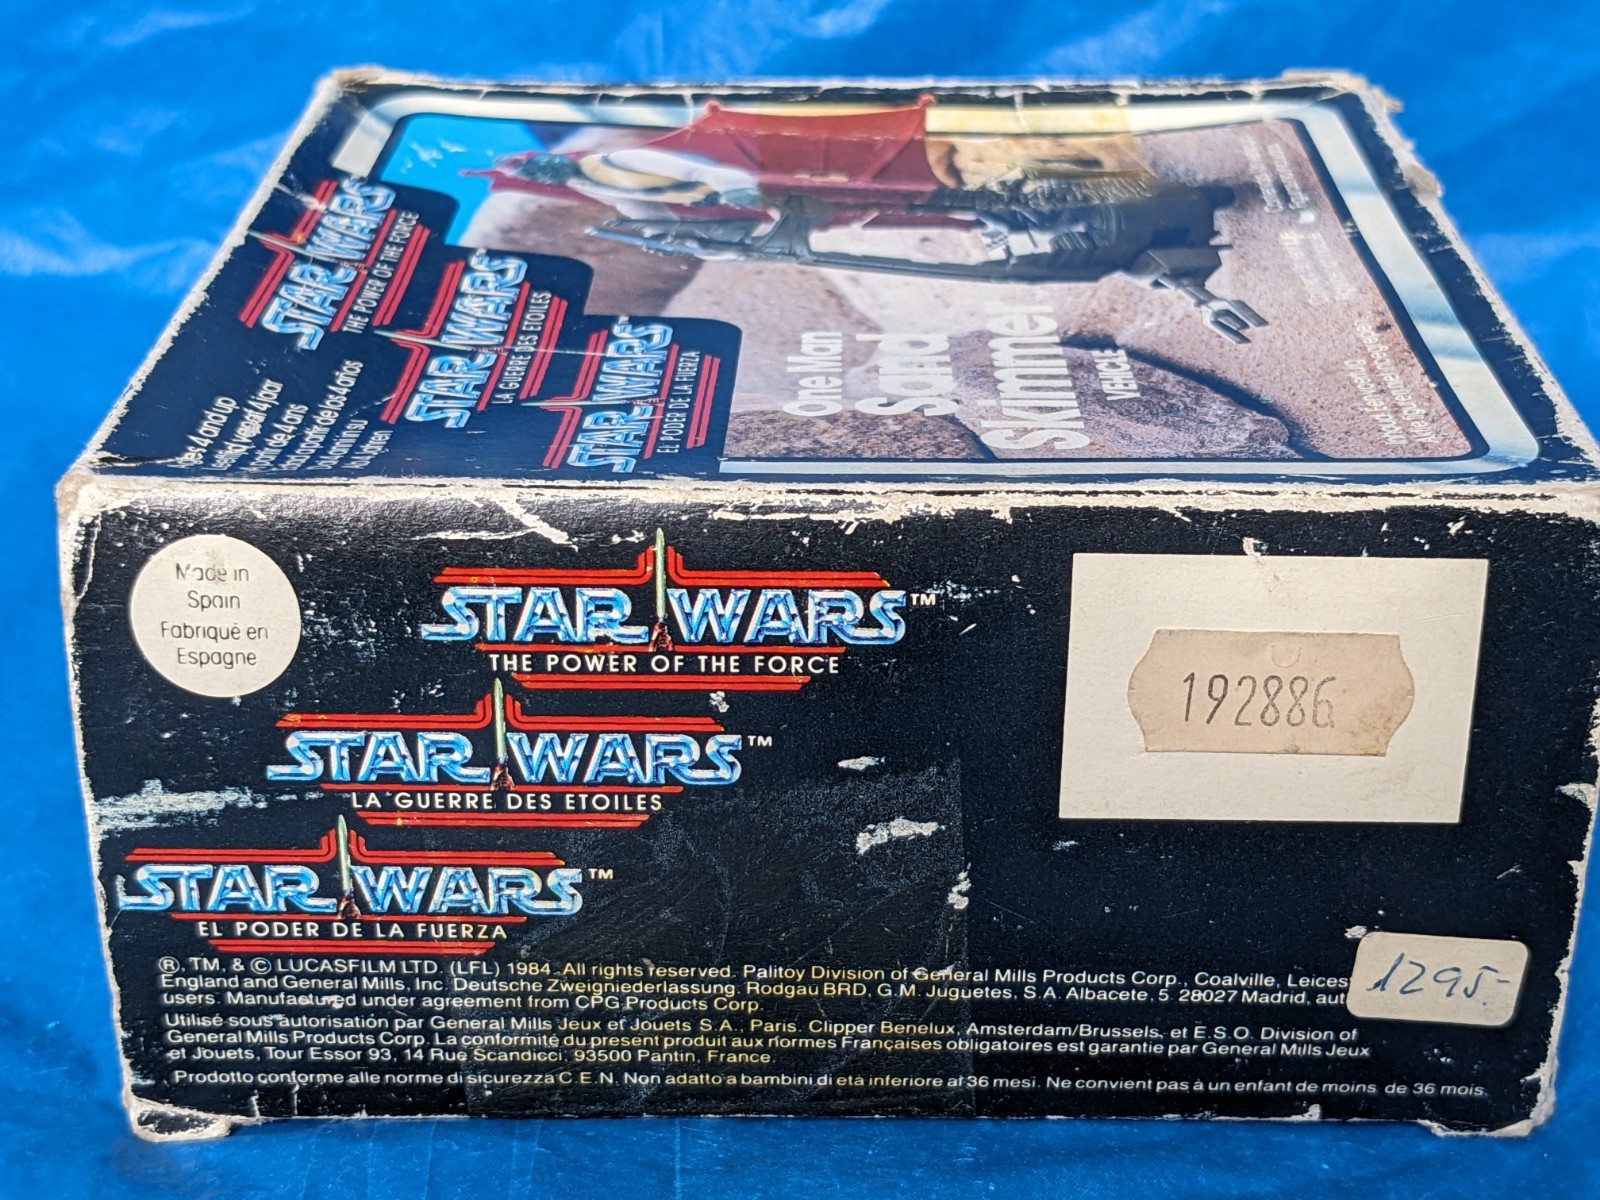 STAR WARS
THE POWER OF THE FORCE
STAR WARS
LA GUERRE DES ETOILES
STAR WARS
EL PODER DE LA FUERZA
Ages 4 and up
One Man
Sand
Skimmer
VEHICLE
Made in
Spain
Fabriqué en
Espagne
STAR WARS™
THE POWER OF THE FORCE
STAR WARS™
LA GUERRE DES ETOILES
STAR WARS™
EL PODER DE LA FUERZA
192886
1295.-
®, TM, & © LUCASFILM LTD. (LFL) 1984. All rights reserved. Palitoy Division of General Mills Products Corp., Coalville, Leices
England and General Mills, Inc. Deutsche Zweigniederlassung. Rodgau BRD, G.M. Juguetes, S.A. Albacete, 5. 28027 Madrid, aut
users. Manufactured under agreement from CPG Products Corp.
Utilisé sous autorisation par General Mills Jeux et Jouets S.A., Paris. Clipper Benelux, Amsterdam/Brussels, et E.S.O. Division of
General Mills Products Corp. La conformité du present produit aux normes Françaises obligatoires est garantie par General Mills Jeux
et Jouets, Tour Essor 93, 14 Rue Scandicci, 93500 Pantin, France.
Prodotto conforme alle norme di sicurezza C.E.N. Non adatto a bambini di etá inferiore ai 36 mesi. Ne convient pas à un enfant de moins de 36 mois.